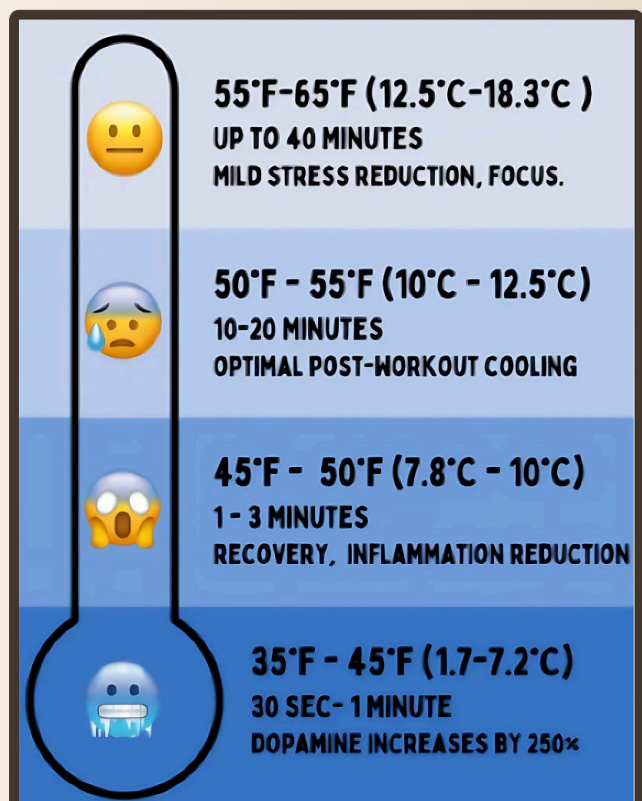 55°F-65°F (12.5°C-18.3°C )
UP TO 40 MINUTES
MILD STRESS REDUCTION, FOCUS.
50°F - 55°F (10°C - 12.5°C)
10-20 MINUTES
OPTIMAL POST-WORKOUT COOLING
45°F - 50°F (7.8°C - 10°C)
1 - 3 MINUTES
RECOVERY, INFLAMMATION REDUCTION
35°F - 45°F (1.7-7.2°C)
30 SEC- 1 MINUTE
DOPAMINE INCREASES BY 250%